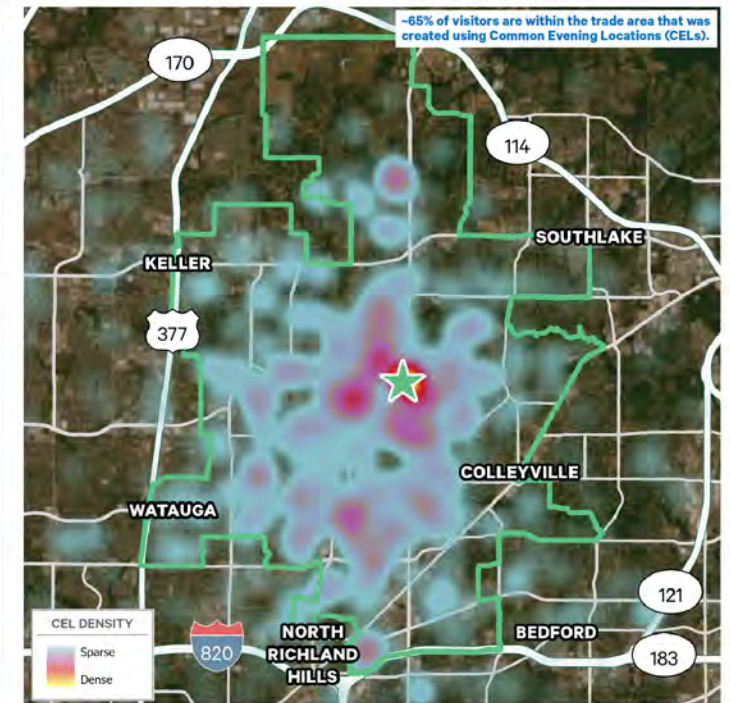 ~65% of visitors are within the trade area that was
created using Common Evening Locations (CELs).
170
114
SOUTHLAKE
KELLER
377
COLLEYVILLE
WATAUGA
121
CEL DENSITY
Sparse
Dense
820
NORTH
RICHLAND
HILLS
BEDFORD
183